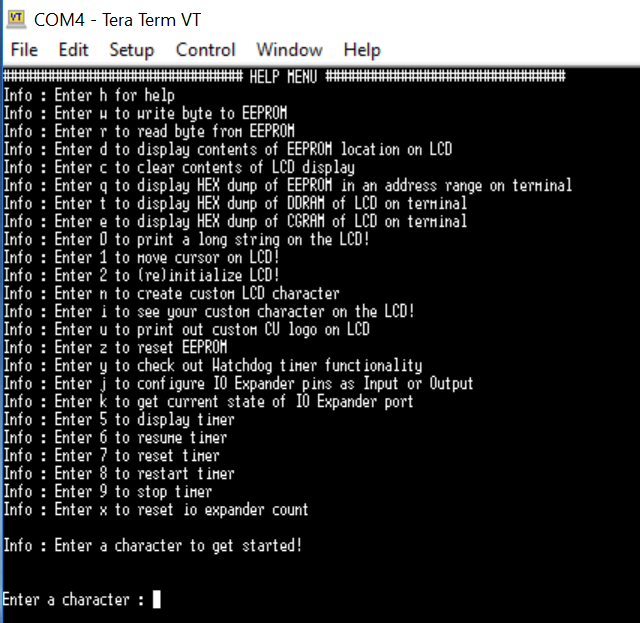 VT COM4 - Tera Term VT
File Edit Setup Control Window Help
################################ HELP MENU ################################
Info : Enter h for help
Info : Enter w to write byte to EEPROM
Info : Enter r to read byte from EEPROM
Info : Enter d to display contents of EEPROM location on LCD
Info : Enter c to clear contents of LCD display
Info : Enter q to display HEX dump of EEPROM in an address range on terminal
Info : Enter t to display HEX dump of DDRAM of LCD on terminal
Info : Enter e to display HEX dump of CGRAM of LCD on terminal
Info : Enter 0 to print a long string on the LCD!
Info : Enter 1 to move cursor on LCD!
Info : Enter 2 to (re)initialize LCD!
Info : Enter n to create custom LCD character
Info : Enter i to see your custom character on the LCD!
Info : Enter u to print out custom CU logo on LCD
Info : Enter z to reset EEPROM
Info : Enter y to check out Watchdog timer functionality
Info : Enter j to configure IO Expander pins as Input or Output
Info : Enter k to get current state of IO Expander port
Info : Enter 5 to display timer
Info : Enter 6 to resume timer
Info : Enter 7 to reset timer
Info : Enter 8 to restart timer
Info : Enter 9 to stop timer
Info : Enter x to reset io expander count
Info : Enter a character to get started!
Enter a character :